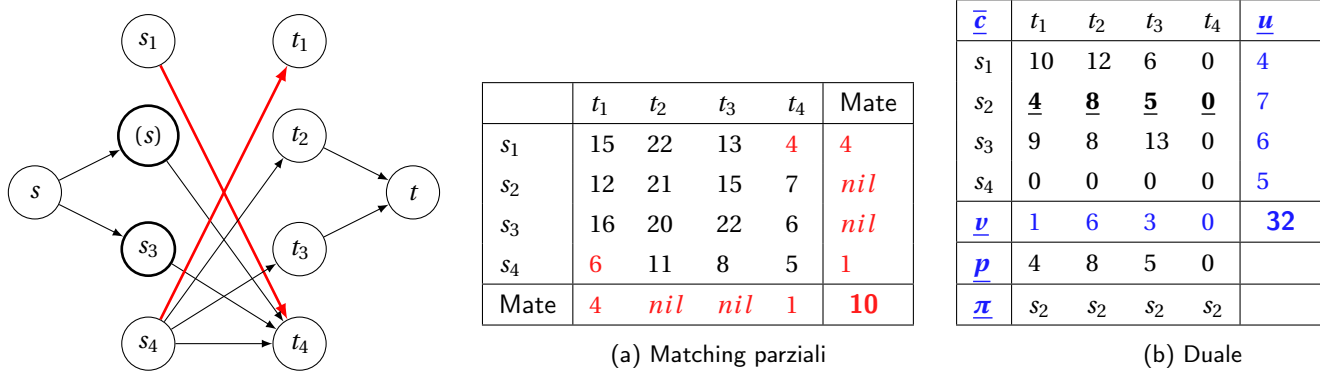 s₁ t₁
(s) t₂
s t
s₃ t₃
s₄ t₄
t₁ t₂ t₃ t₄ Mate
s₁ 15 22 13 4 4
s₂ 12 21 15 7 nil
s₃ 16 20 22 6 nil
s₄ 6 11 8 5 1
Mate 4 nil nil 1 10
(a) Matching parziali
c̅ t₁ t₂ t₃ t₄ u
s₁ 10 12 6 0 4
s₂ 4 8 5 0 7
s₃ 9 8 13 0 6
s₄ 0 0 0 0 5
v 1 6 3 0 32
p 4 8 5 0
π s₂ s₂ s₂ s₂
(b) Duale